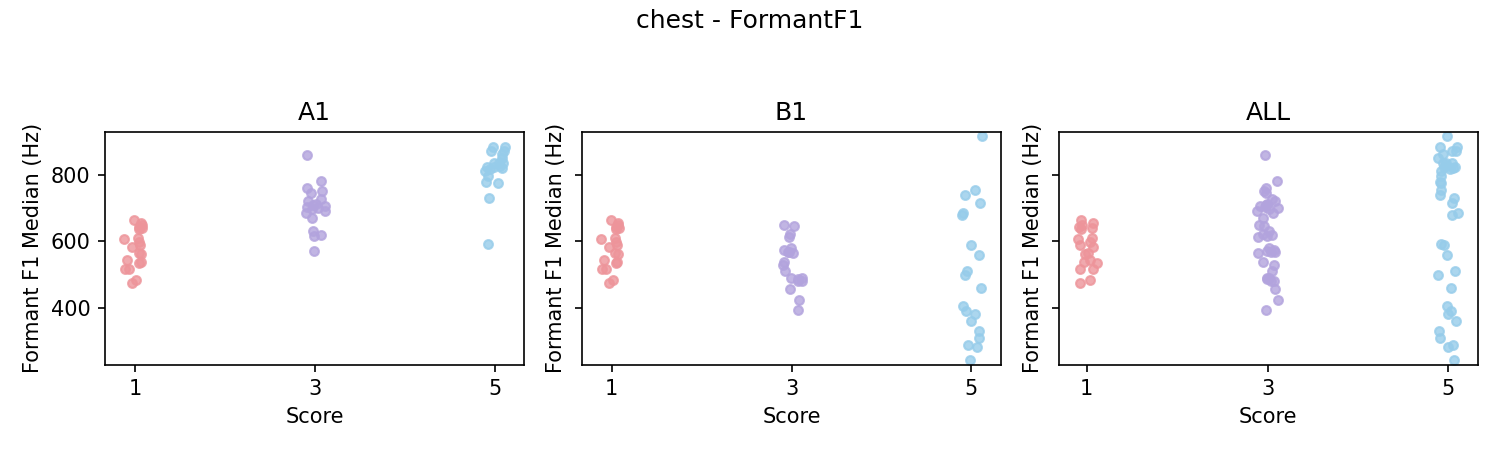 chest - FormantF1
A1
B1
ALL
Formant F1 Median (Hz)
800
600
400
1
3
5
Score
Formant F1 Median (Hz)
1
3
5
Score
Formant F1 Median (Hz)
1
3
5
Score